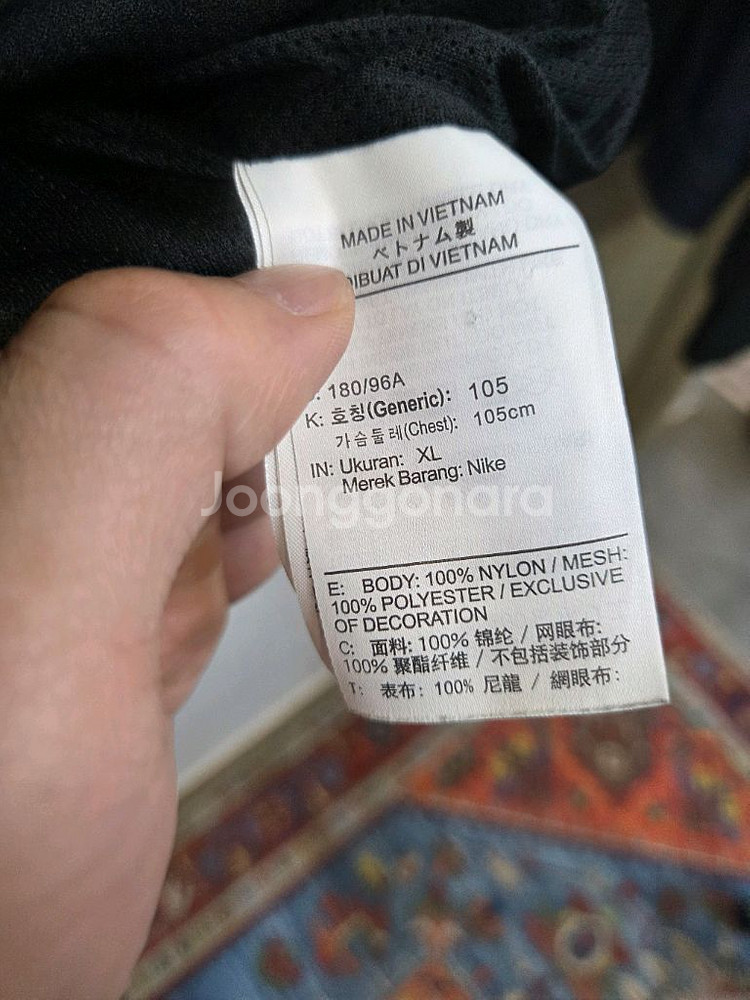 MADE IN VIETNAM
ベトナム製
DIBUAT DI VIETNAM
: 180/96A
K: 호칭(Generic): 105
가슴둘레(Chest): 105cm
IN: Ukuran: XL
Merek Barang: Nike
Joonggonara
E: BODY: 100% NYLON / MESH:
100% POLYESTER / EXCLUSIVE
OF DECORATION
C: 面料: 100% 锦纶 / 网眼布:
100% 聚酯纤维 / 不包括装饰部分
T: 表布: 100% 尼龍 / 網眼布: